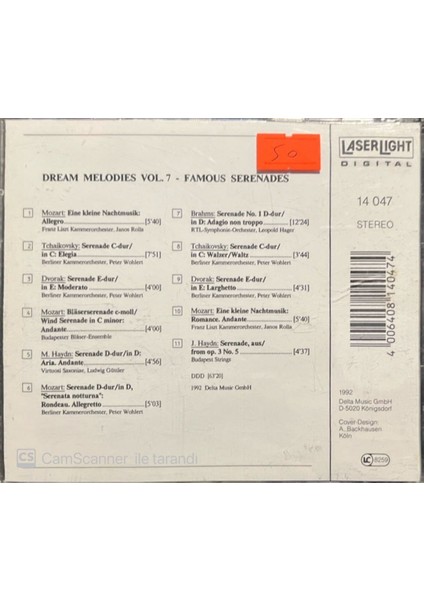 50
DREAM MELODIES VOL. 7 - FAMOUS SERENADES
1 Mozart: Eine kleine Nachtmusik:
Allegro [5'40]
Franz Liszt Kammerorchester, Janos Rolla
2 Tchaikovsky: Serenade C-dur/
in C: Elegia [7'51]
Berliner Kammerorchester, Peter Wohlert
3 Dvorak: Serenade E-dur/
in E: Moderato [4'00]
Berliner Kammerorchester, Peter Wohlert
4 Mozart: Bläserserenade c-moll/
Wind Serenade in C minor:
Andante [4'00]
Budapester Bläser-Ensemble
5 M. Haydn: Serenade D-dur/in D:
Aria. Andante [4'56]
Virtuosi Saxoniae, Ludwig Güttler
6 Mozart: Serenade D-dur/in D,
"Serenata notturna":
Rondeau. Allegretto [5'03]
Berliner Kammerorchester, Peter Wohlert
7 Brahms: Serenade No. 1 D-dur/
in D: Adagio non troppo [12'24]
RTL-Symphonie-Orchester, Leopold Hager
8 Tchaikovsky: Serenade C-dur/
in C: Walzer/Waltz [3'44]
Berliner Kammerorchester, Peter Wohlert
9 Dvorak: Serenade E-dur/
in E: Larghetto [4'31]
Berliner Kammerorchester, Peter Wohlert
10 Mozart: Eine kleine Nachtmusik:
Romance. Andante [5'40]
Franz Liszt Kammerorchester, Janos Rolla
11 J. Haydn: Serenade, aus/
from op. 3 No. 5 [4'37]
Budapest Strings
DDD [63'20]
1992 Delta Music GmbH
LASERLIGHT
DIGITAL
14 047
STEREO
4 006408 140474
1992
Delta Music GmbH
D-5020 Königsdorf
Cover-Design:
A. Backhausen
Köln
LC 8259
CS CamScanner ile tarandı